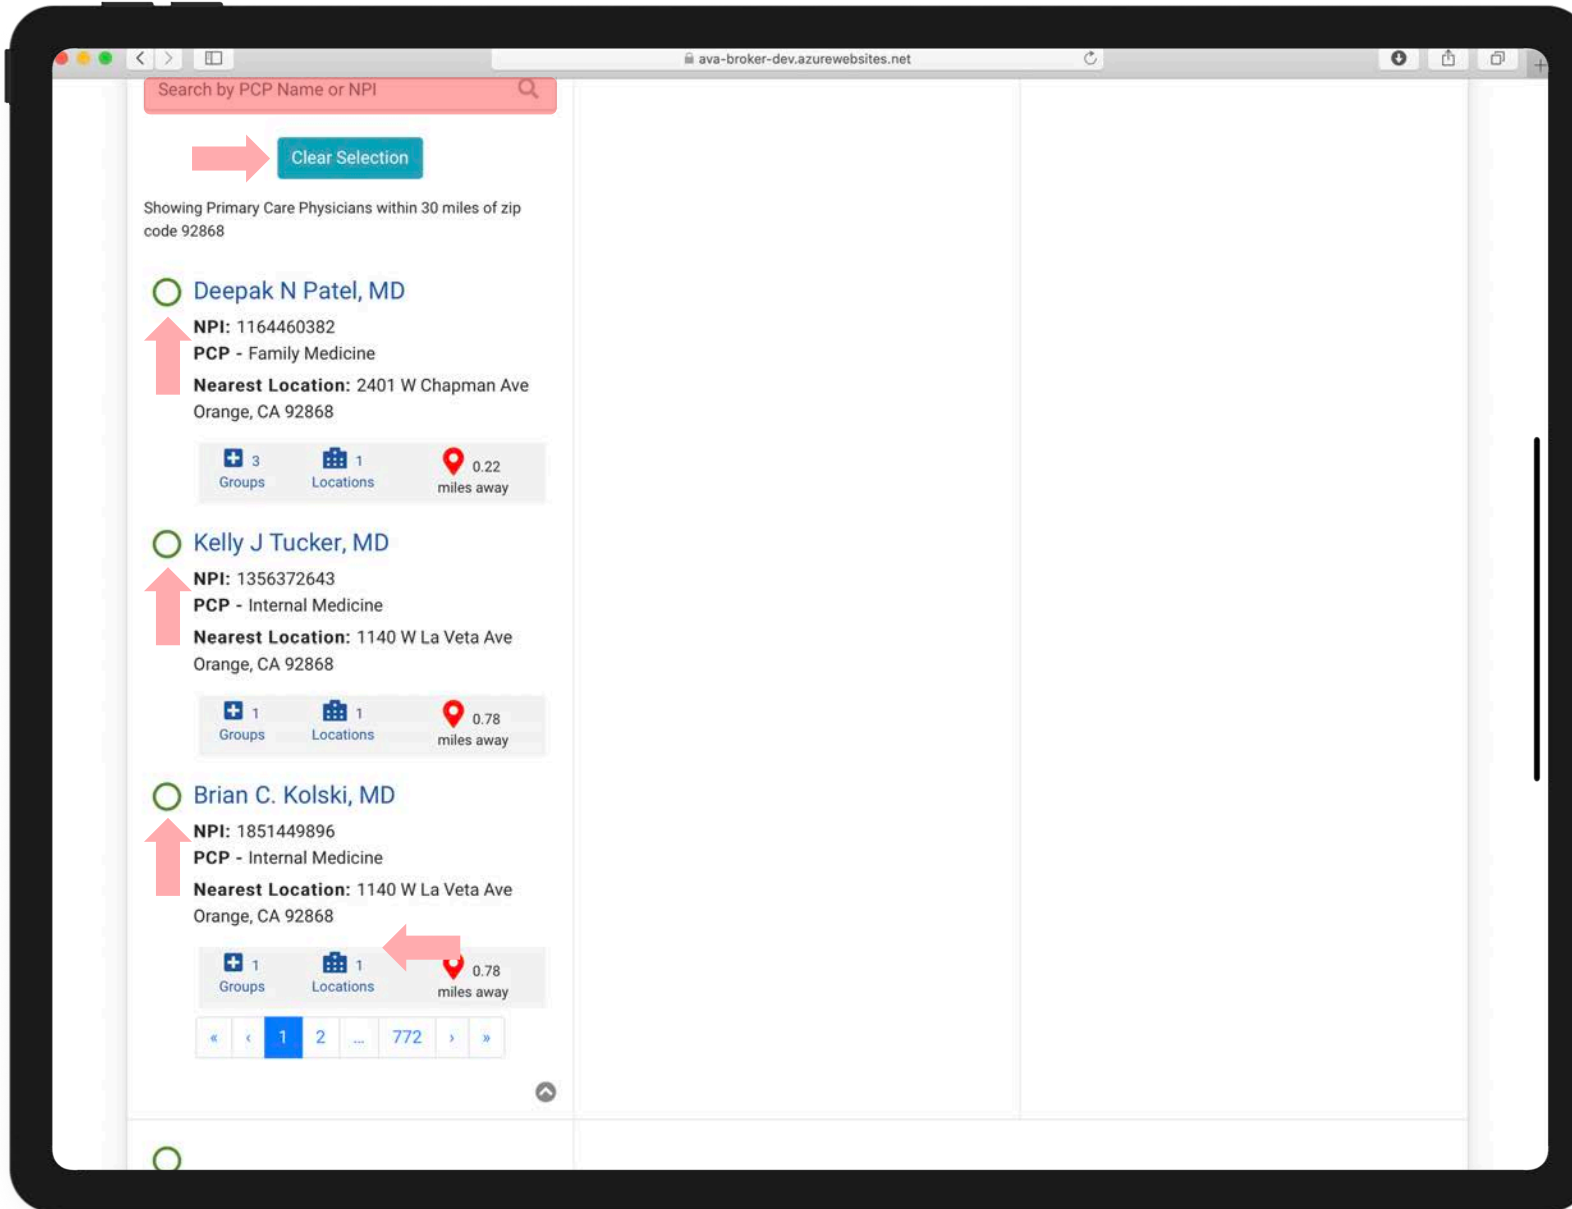 ava-broker-dev.azurewebsites.net
Search by PCP Name or NPI
Clear Selection
Showing Primary Care Physicians within 30 miles of zip
code 92868
Deepak N Patel, MD
NPI: 1164460382
PCP - Family Medicine
Nearest Location: 2401 W Chapman Ave
Orange, CA 92868
3 1 0.22
Groups Locations miles away
Kelly J Tucker, MD
NPI: 1356372643
PCP - Internal Medicine
Nearest Location: 1140 W La Veta Ave
Orange, CA 92868
1 1 0.78
Groups Locations miles away
Brian C. Kolski, MD
NPI: 1851449896
PCP - Internal Medicine
Nearest Location: 1140 W La Veta Ave
Orange, CA 92868
1 1 0.78
Groups Locations miles away
« ‹ 1 2 ... 772 › »